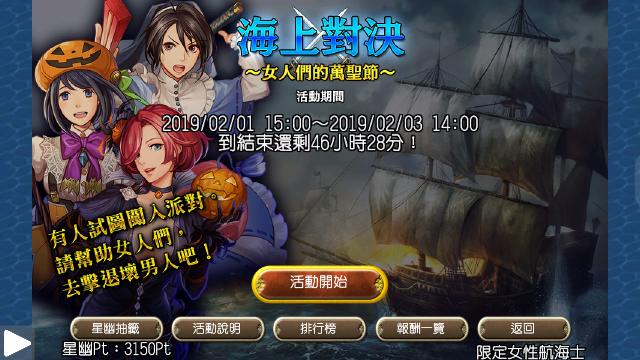 海上對決
～女人們的萬聖節～
活動期間
2019/02/01 15:00～2019/02/03 14:00
到結束還剩46小時28分！
有人試圖闖入派對。
請幫助女人們，
去擊退壞男人吧！
活動開始
星幽抽籤
活動說明
排行榜
報酬一覽
返回
星幽Pt：3150Pt
限定女性航海士